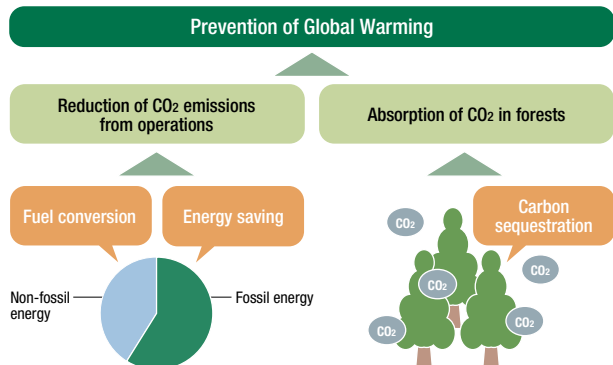 Prevention of Global Warming
Reduction of CO2 emissions
from operations
Absorption of CO2 in forests
Fuel conversion
Energy saving
Carbon
sequestration
CO2
CO2
CO2
CO2
CO2
Non-fossil
energy
Fossil energy